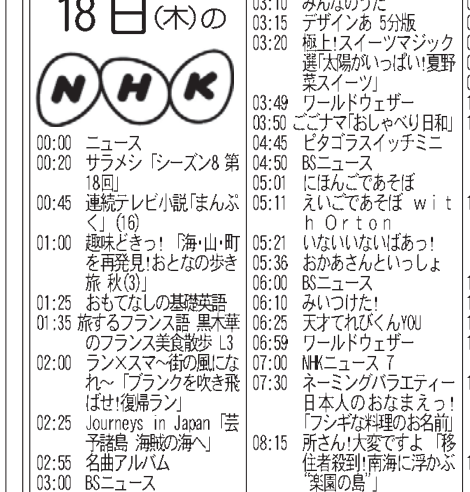 18日(木)の
NHK
00:00 ニュース
00:20 サラメシ「シーズン8 第
18回」
00:45 連続テレビ小説「まんぷ
く」(16)
01:00 趣味どきっ!「海・山・町
を再発見!おとなの歩き
旅 秋(3)」
01:25 おもてなしの基礎英語
01:35 旅するフランス語 黒木華
のフランス美食散歩 L3
02:00 ラン×スマ〜街の風にな
れ〜「ブランクを吹き飛
ばせ!復帰ラン」
02:25 Journeys in Japan「芸
予諸島 海賊の海へ」
02:55 名曲アルバム
03:00 BSニュース
03:10 みんなのうた
03:15 デザインあ 5分版
03:20 極上!スイーツマジック
選「太陽がいっぱい!夏野
菜スイーツ」
03:49 ワールドウェザー
03:50 ごごナマ「おしゃべり日和」
04:45 ピタゴラスイッチミニ
04:50 BSニュース
05:01 にほんごであそぼ
05:11 えいごであそぼ wit
h Orton
05:21 いないいないばあっ!
05:36 おかあさんといっしょ
06:00 BSニュース
06:10 みいつけた!
06:25 天才てれびくんYOU
06:59 ワールドウェザー
07:00 NHKニュース 7
07:30 ネーミングバラエティー
日本人のおなまえっ!
「フシギな料理のお名前」
08:15 所さん!大変ですよ「移
住者殺到!南海に浮かぶ
“楽園の島”」